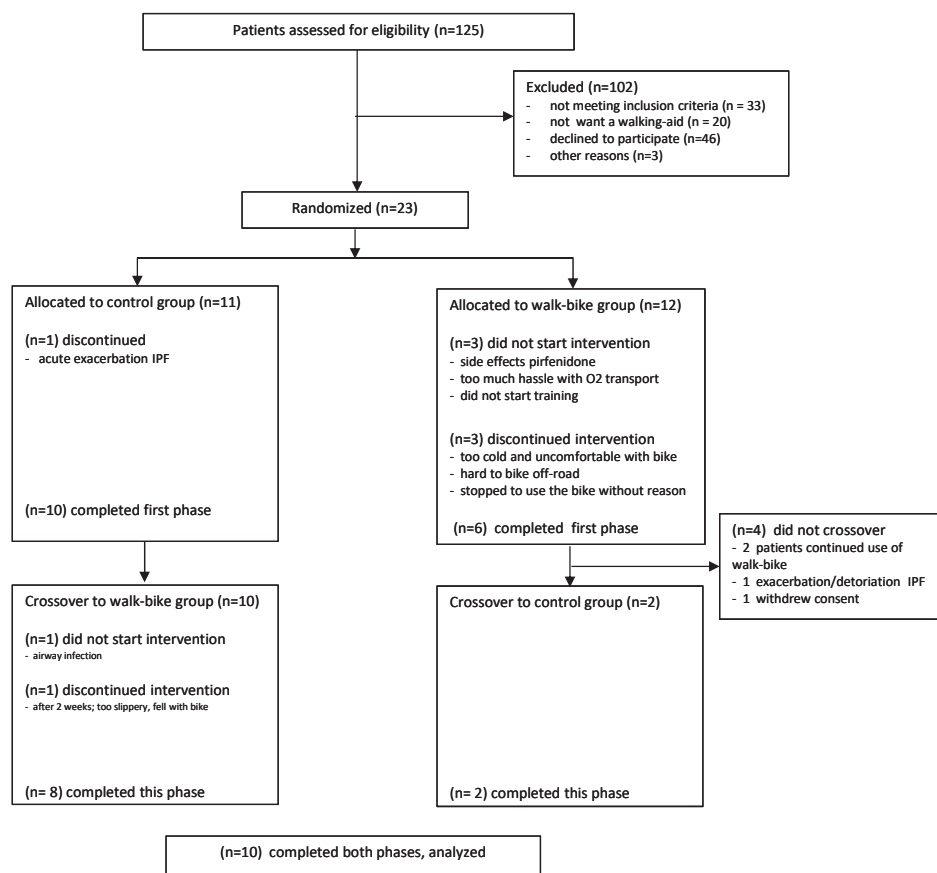 Patients assessed for eligibility (n=125)
Excluded (n=102)
- not meeting inclusion criteria (n = 33)
- not want a walking-aid (n = 20)
- declined to participate (n=46)
- other reasons (n=3)
Randomized (n=23)
Allocated to control group (n=11)
(n=1) discontinued
- acute exacerbation IPF
(n=10) completed first phase
Allocated to walk-bike group (n=12)
(n=3) did not start intervention
- side effects pirfenidone
- too much hassle with O2 transport
- did not start training
(n=3) discontinued intervention
- too cold and uncomfortable with bike
- hard to bike off-road
- stopped to use the bike without reason
(n=6) completed first phase
(n=4) did not crossover
- 2 patients continued use of
walk-bike
- 1 exacerbation/detoriation IPF
- 1 withdrew consent
Crossover to walk-bike group (n=10)
(n=1) did not start intervention
- airway infection
(n=1) discontinued intervention
- after 2 weeks; too slippery, fell with bike
(n= 8) completed this phase
Crossover to control group (n=2)
(n= 2) completed this phase
(n=10) completed both phases, analyzed